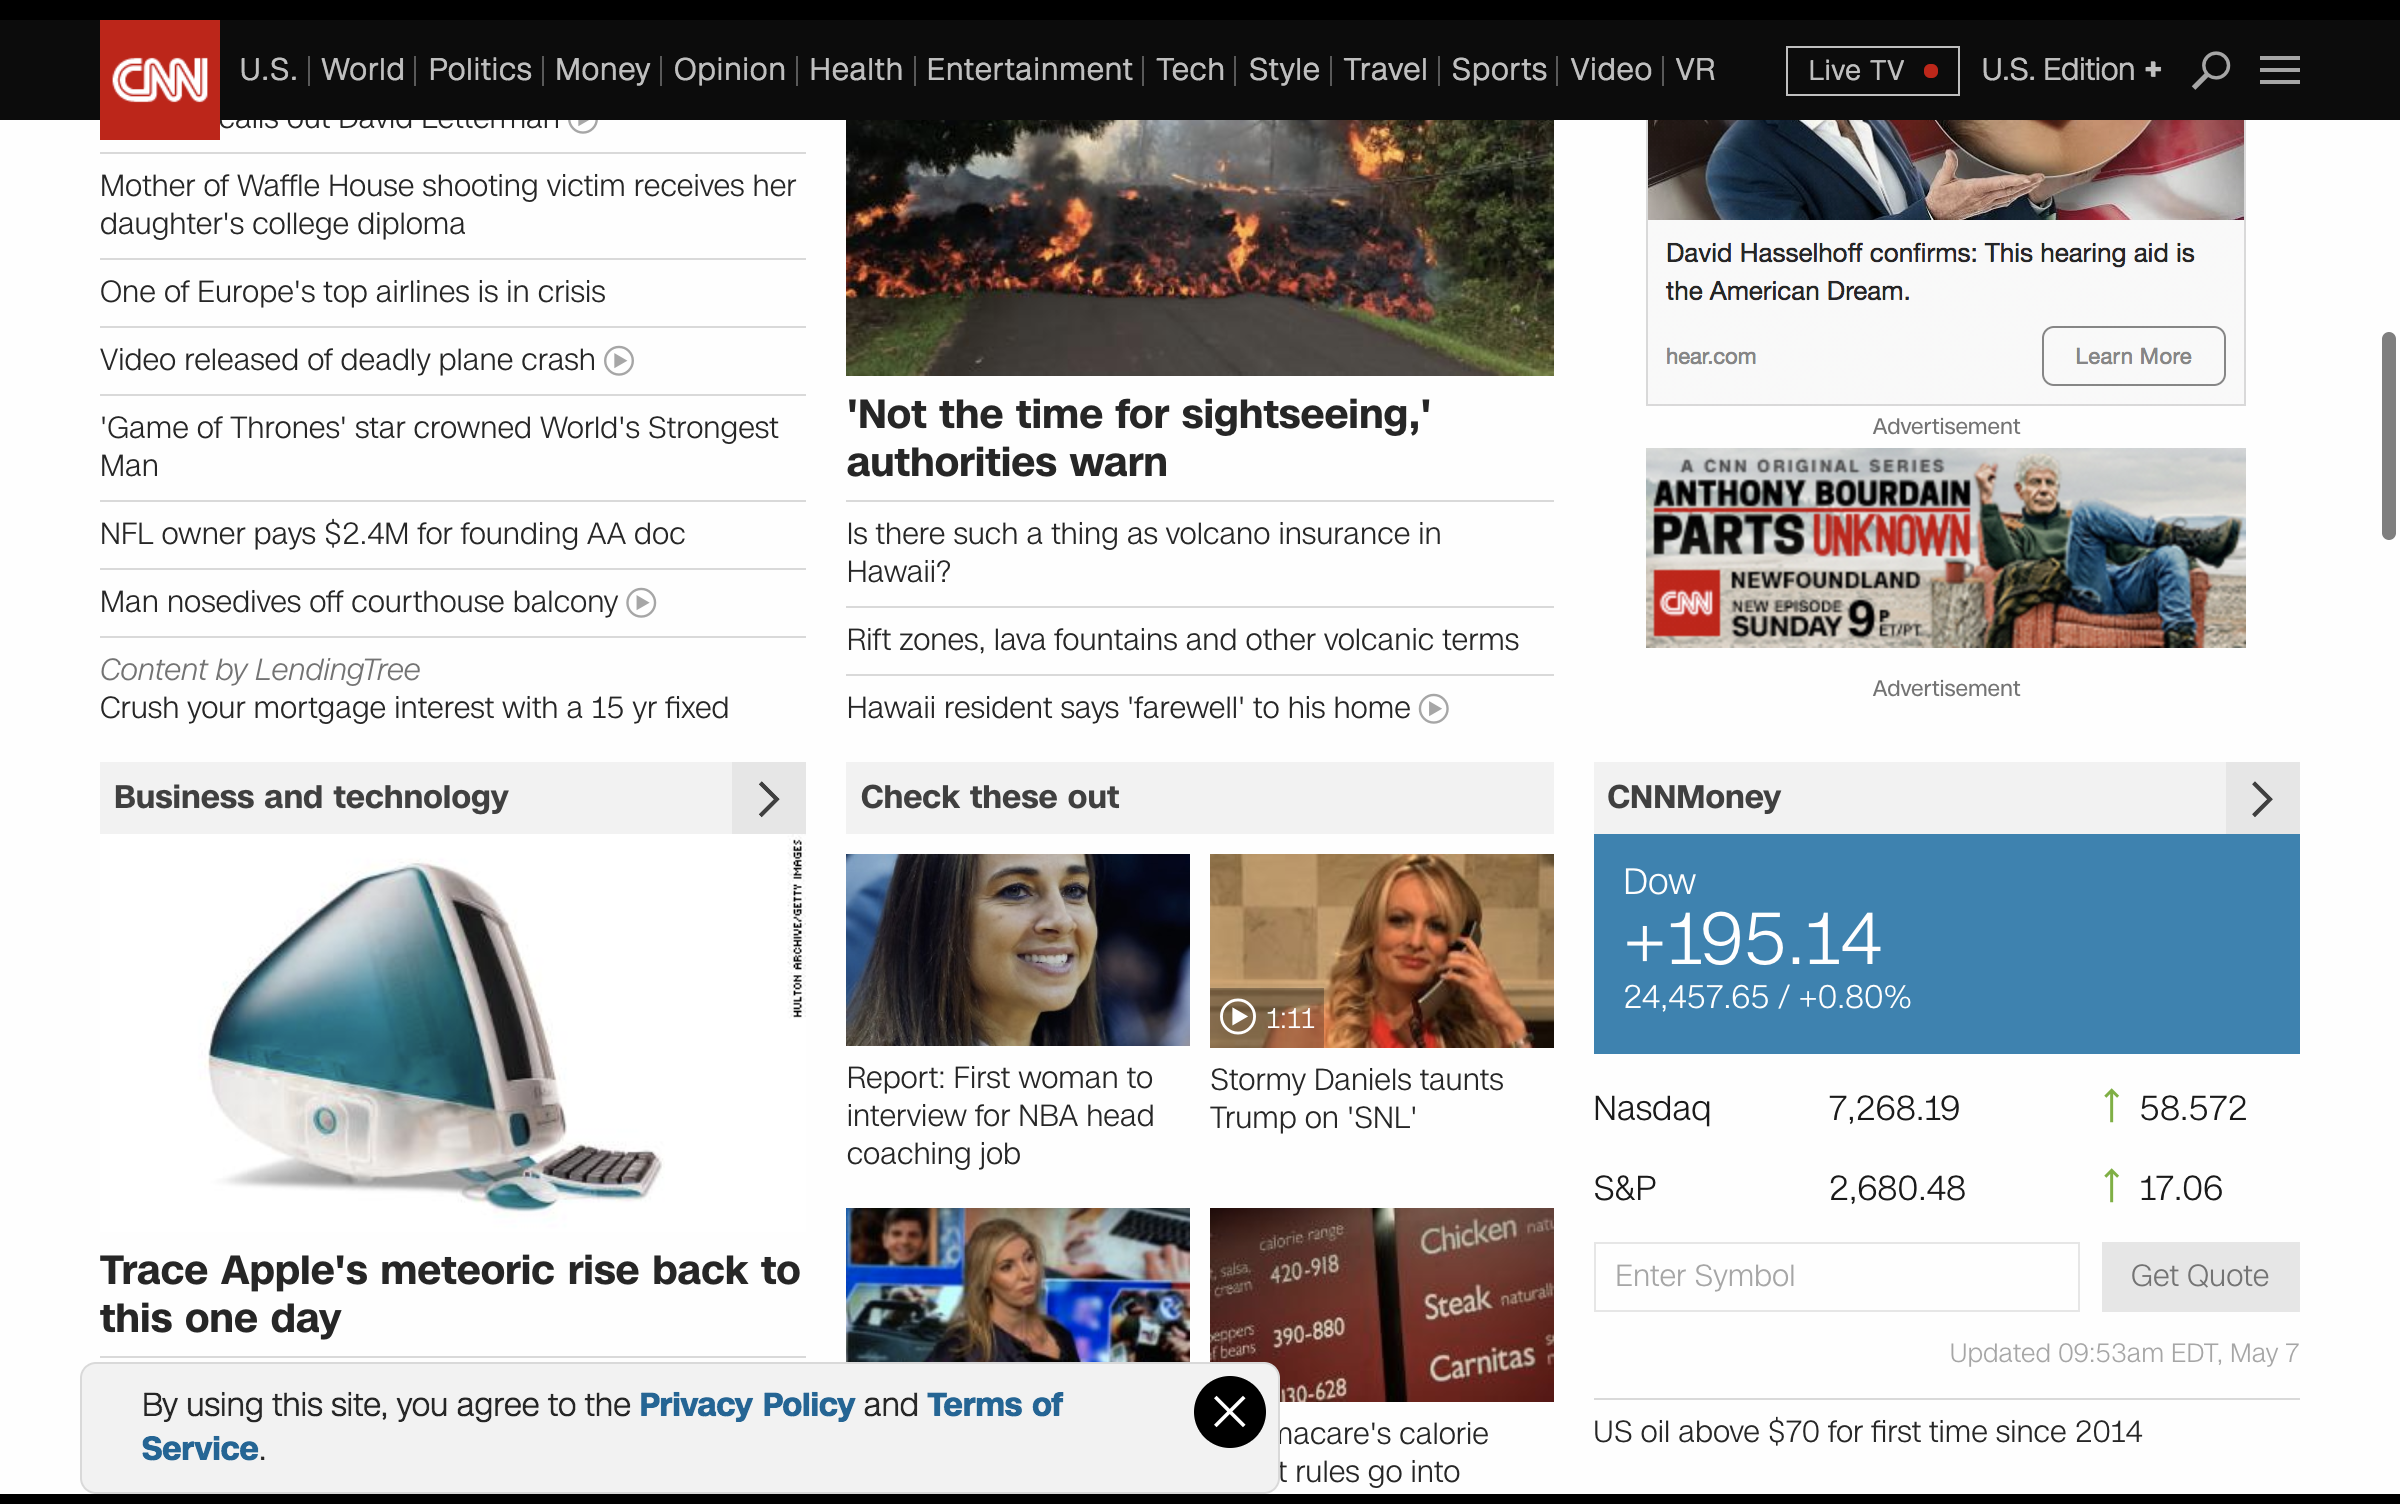 CNN
U.S. World Politics Money Opinion Health Entertainment Tech Style Travel Sports Video VR
Live TV
U.S. Edition +
calls out David Letterman
Mother of Waffle House shooting victim receives her
daughter's college diploma
One of Europe's top airlines is in crisis
Video released of deadly plane crash
'Game of Thrones' star crowned World's Strongest
Man
NFL owner pays $2.4M for founding AA doc
Man nosedives off courthouse balcony
Content by LendingTree
Crush your mortgage interest with a 15 yr fixed
'Not the time for sightseeing,'
authorities warn
Is there such a thing as volcano insurance in
Hawaii?
Rift zones, lava fountains and other volcanic terms
Hawaii resident says 'farewell' to his home
David Hasselhoff confirms: This hearing aid is
the American Dream.
hear.com
Learn More
Advertisement
A CNN ORIGINAL SERIES
ANTHONY BOURDAIN
PARTS UNKNOWN
CNN
NEWFOUNDLAND
NEW EPISODE
SUNDAY 9P ET/PT
Advertisement
Business and technology
HULTON ARCHIVE/GETTY IMAGES
Trace Apple's meteoric rise back to
this one day
Check these out
Report: First woman to
interview for NBA head
coaching job
1:11
Stormy Daniels taunts
Trump on 'SNL'
calorie range
salsa,
cream
420-918
390-880
of beans
Chicken
Steak
Carnitas
macare's calorie
t rules go into
CNNMoney
Dow
+195.14
24,457.65 / +0.80%
Nasdaq 7,268.19 ↑ 58.572
S&P 2,680.48 ↑ 17.06
Enter Symbol
Get Quote
Updated 09:53am EDT, May 7
US oil above $70 for first time since 2014
By using this site, you agree to the Privacy Policy and Terms of
Service.